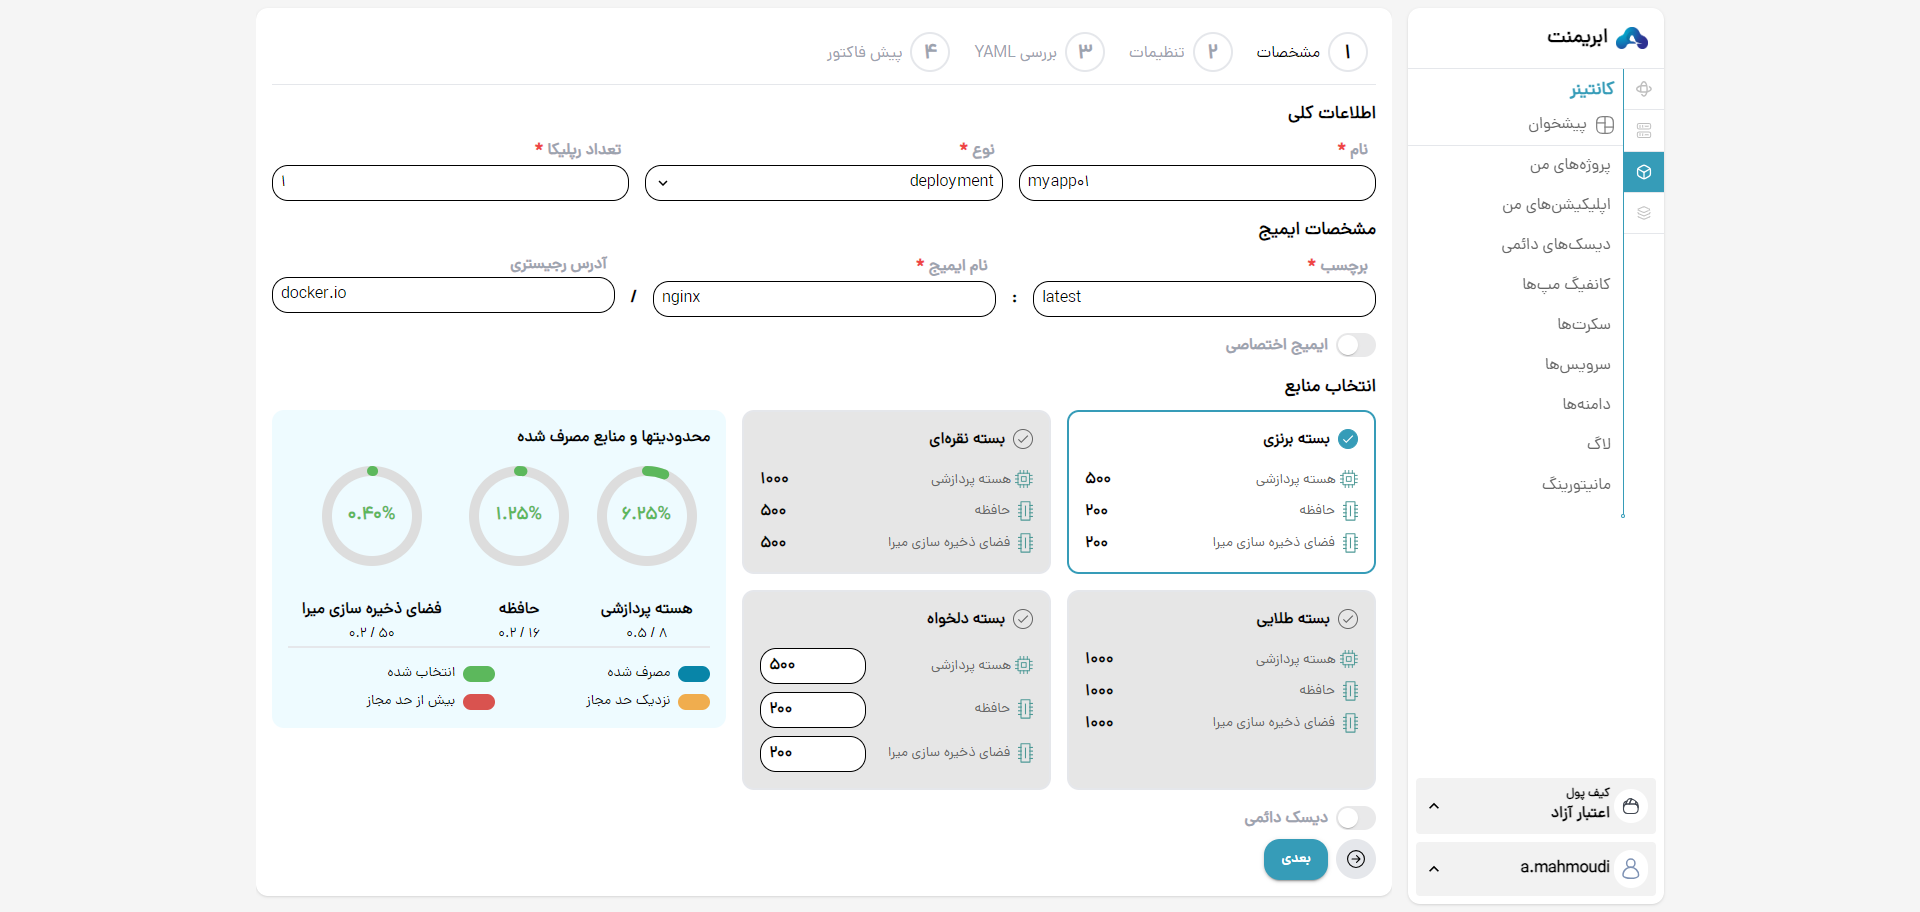 ابریمنت
کانتینر
پیشخوان
پروژه‌های من
اپلیکیشن‌های من
دیسک‌های دائمی
کانفیگ مپ‌ها
سکرت‌ها
سرویس‌ها
دامنه‌ها
لاگ
مانیتورینگ
کیف پول
اعتبار آزاد
a.mahmoudi
۱ مشخصات ۲ تنظیمات ۳ بررسی YAML ۴ پیش فاکتور
اطلاعات کلی
نام * نوع * تعداد رپلیکا *
myapp۰۱ deployment ۱
مشخصات ایمیج
برچسب * نام ایمیج * آدرس رجیستری
latest : nginx / docker.io
ایمیج اختصاصی
انتخاب منابع
بسته برنزی
هسته پردازشی ۵۰۰
حافظه ۲۰۰
فضای ذخیره سازی میرا ۲۰۰
بسته نقره‌ای
هسته پردازشی ۱۰۰۰
حافظه ۵۰۰
فضای ذخیره سازی میرا ۵۰۰
بسته طلایی
هسته پردازشی ۱۰۰۰
حافظه ۱۰۰۰
فضای ذخیره سازی میرا ۱۰۰۰
بسته دلخواه
هسته پردازشی ۵۰۰
حافظه ۲۰۰
فضای ذخیره سازی میرا ۲۰۰
محدودیتها و منابع مصرف شده
۶.۲۵% ۱.۲۵% ۰.۴۰%
هسته پردازشی حافظه فضای ذخیره سازی میرا
۰.۵ / ۸ ۰.۲ / ۱۶ ۰.۲ / ۵۰
مصرف شده انتخاب شده
نزدیک حد مجاز بیش از حد مجاز
دیسک دائمی
بعدی